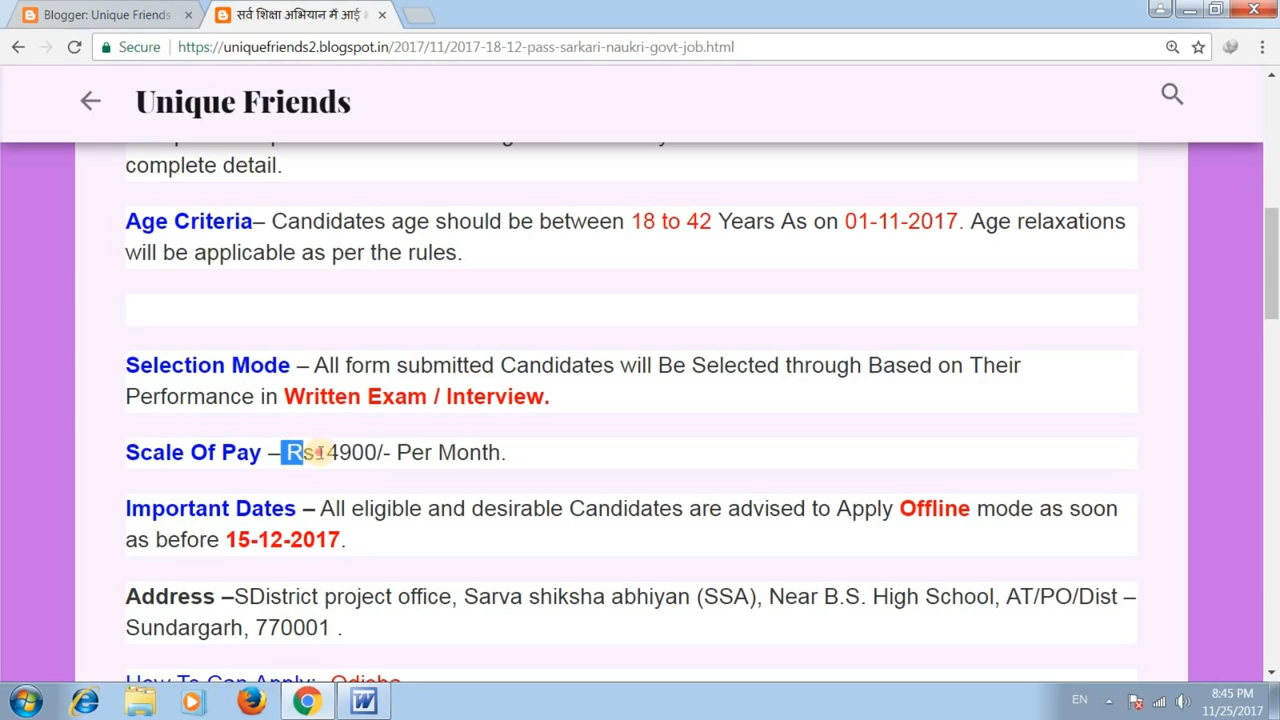 Blogger: Unique Friends
सर्व शिक्षा अभियान में आई
Secure
https://uniquefriends2.blogspot.in/2017/11/2017-18-12-pass-sarkari-naukri-govt-job.html
Unique Friends
complete detail.
Age Criteria– Candidates age should be between 18 to 42 Years As on 01-11-2017. Age relaxations
will be applicable as per the rules.
Selection Mode – All form submitted Candidates will Be Selected through Based on Their
Performance in Written Exam / Interview.
Scale Of Pay – Rs14900/- Per Month.
Important Dates – All eligible and desirable Candidates are advised to Apply Offline mode as soon
as before 15-12-2017.
Address –SDistrict project office, Sarva shiksha abhiyan (SSA), Near B.S. High School, AT/PO/Dist –
Sundargarh, 770001 .
How To Can Apply: Odisha
EN
8:45 PM
11/25/2017